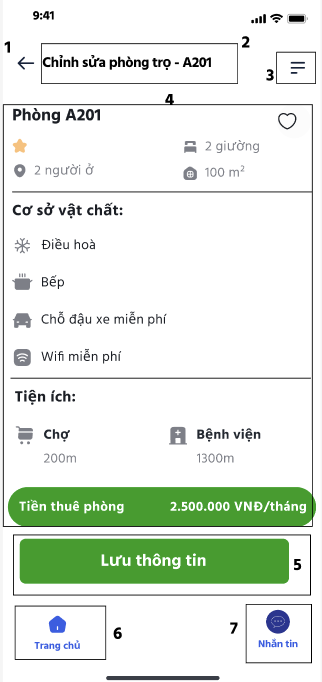 9:41
1
Chỉnh sửa phòng trọ - A201
2
3
4
Phòng A201
2 giường
2 người ở
100 m²
Cơ sở vật chất:
Điều hoà
Bếp
Chỗ đậu xe miễn phí
Wifi miễn phí
Tiện ích:
Chợ
Bệnh viện
200m
1300m
Tiền thuê phòng
2.500.000 VNĐ/tháng
Lưu thông tin
5
Trang chủ
6
7
Nhắn tin